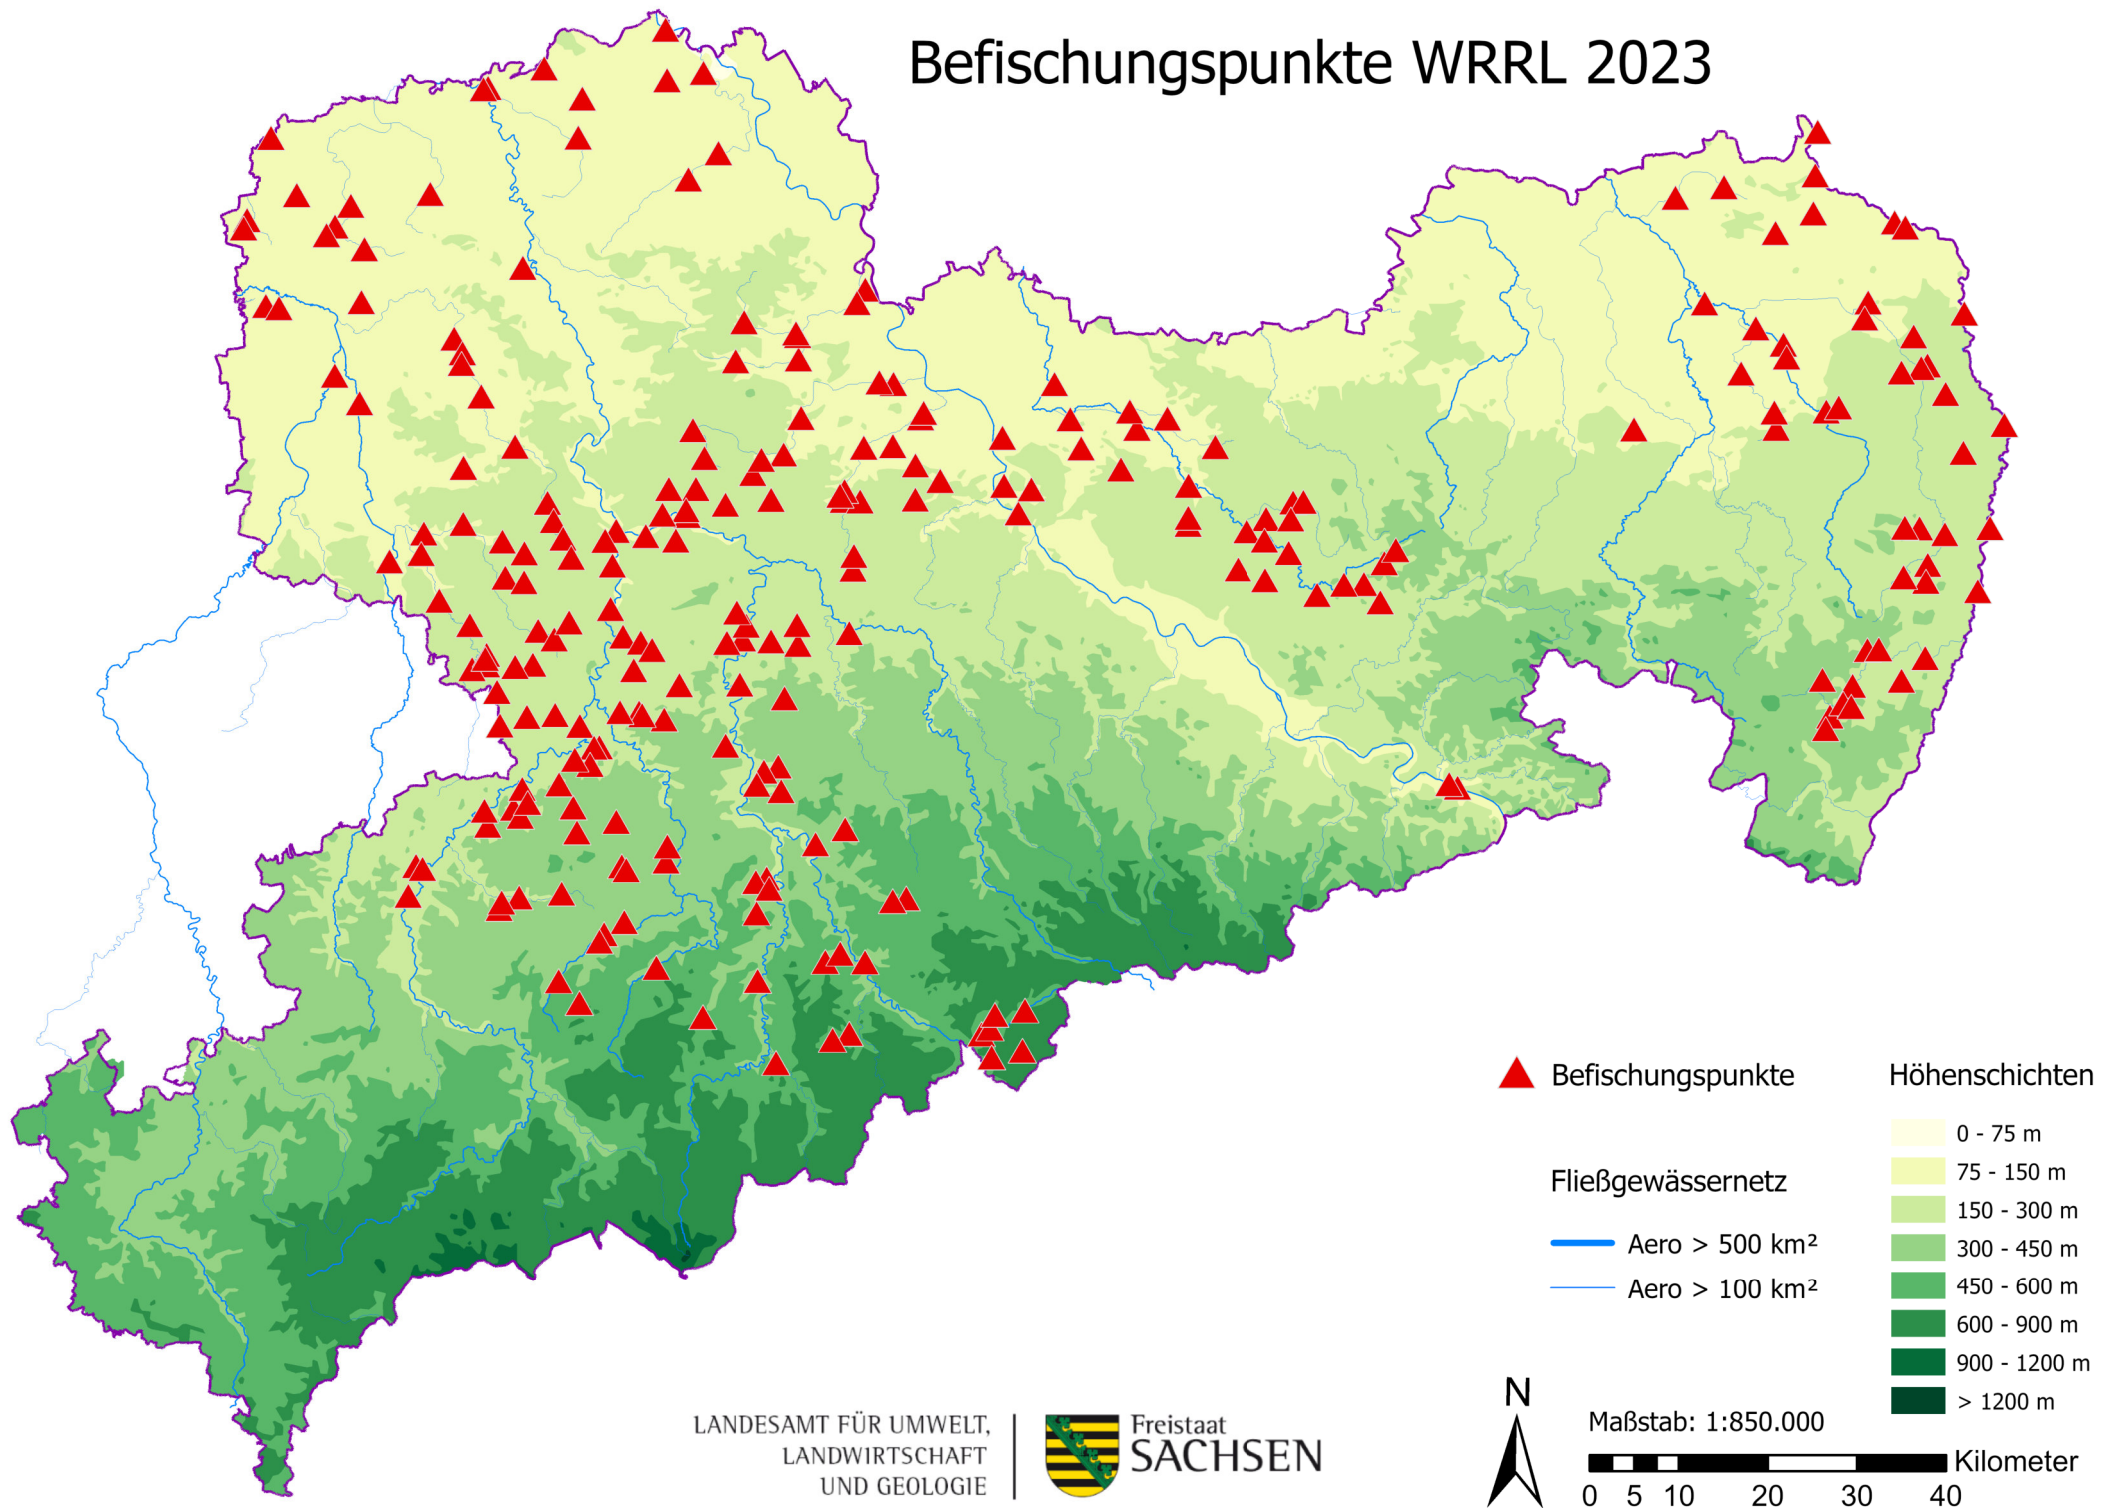 Befischungspunkte WRRL 2023
Befischungspunkte
Fließgewässernetz
Aero > 500 km²
Aero > 100 km²
Höhenschichten
0 - 75 m
75 - 150 m
150 - 300 m
300 - 450 m
450 - 600 m
600 - 900 m
900 - 1200 m
> 1200 m
LANDESAMT FÜR UMWELT,
LANDWIRTSCHAFT
UND GEOLOGIE
Freistaat
SACHSEN
N
Maßstab: 1:850.000
Kilometer
0 5 10 20 30 40